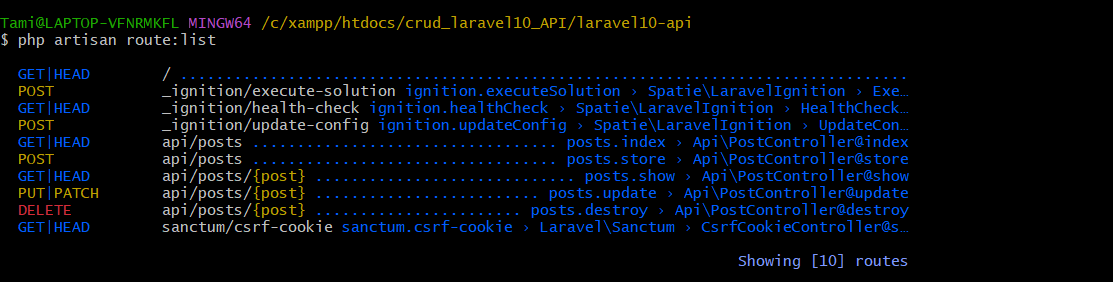 Tami@LAPTOP-VFNRMKFL MINGW64 /c/xampp/htdocs/crud_laravel10_API/laravel10-api
$ php artisan route:list
GET|HEAD / .................................................................................
POST _ignition/execute-solution ignition.executeSolution › Spatie\LaravelIgnition › Exe…
GET|HEAD _ignition/health-check ignition.healthCheck › Spatie\LaravelIgnition › HealthCheck…
POST _ignition/update-config ignition.updateConfig › Spatie\LaravelIgnition › UpdateCon…
GET|HEAD api/posts .................................. posts.index › Api\PostController@index
POST api/posts .................................. posts.store › Api\PostController@store
GET|HEAD api/posts/{post} ............................. posts.show › Api\PostController@show
PUT|PATCH api/posts/{post} ......................... posts.update › Api\PostController@update
DELETE api/posts/{post} ....................... posts.destroy › Api\PostController@destroy
GET|HEAD sanctum/csrf-cookie sanctum.csrf-cookie › Laravel\Sanctum › CsrfCookieController@s…
Showing [10] routes